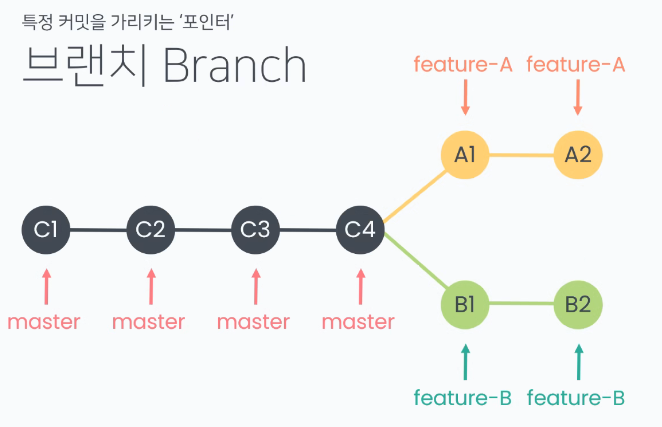 특정 커밋을 가리키는 ‘포인터’
브랜치 Branch
feature-A feature-A
A1 A2
C1 C2 C3 C4
master master master master
B1 B2
feature-B feature-B